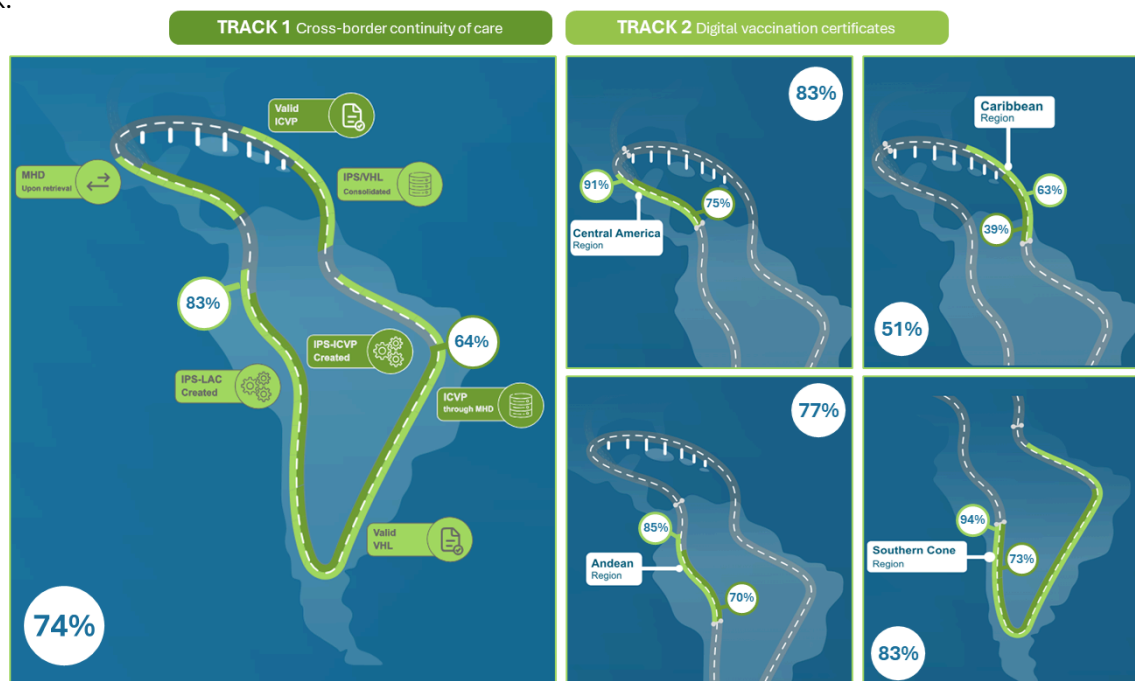 TRACK 1 Cross-border continuity of care
TRACK 2 Digital vaccination certificates
Valid
ICVP
MHD
Upon retrieval
IPS/VHL
Consolidated
83%
IPS-ICVP
Created
64%
IPS-LAC
Created
ICVP
through MHD
Valid
VHL
74%
83%
91%
75%
Central America
Region
Caribbean
Region
63%
39%
51%
77%
85%
Andean
Region
70%
94%
Southern Cone
Region
73%
83%